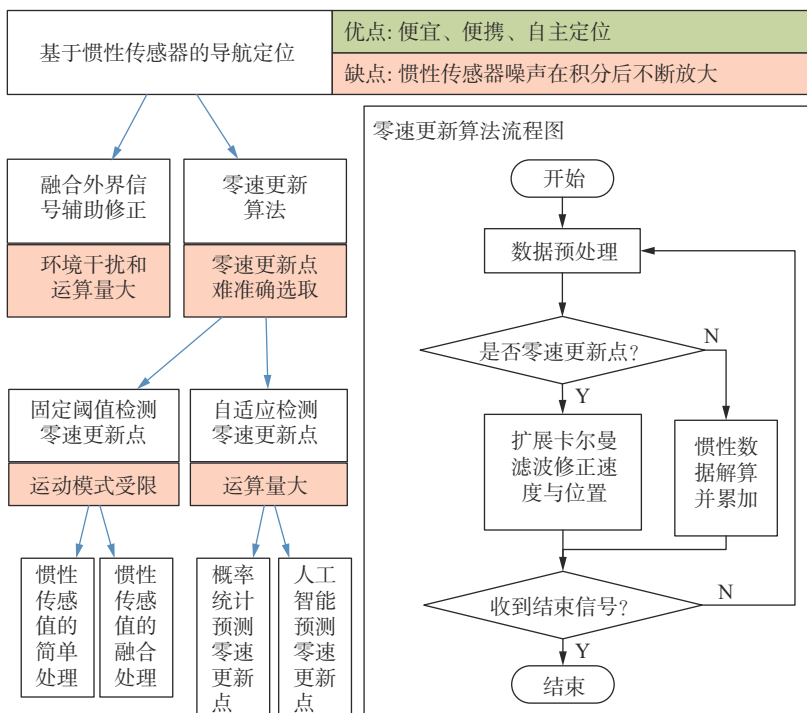 基于惯性传感器的导航定位
优点: 便宜、便携、自主定位
缺点: 惯性传感器噪声在积分后不断放大
融合外界信
号辅助修正
环境干扰和
运算量大
零速更新
算法
零速更新点
难准确选取
固定阈值检测
零速更新点
运动模式受限
自适应检测
零速更新点
运算量大
惯性
传感
值的
简单
处理
惯性
传感
值的
融合
处理
概率
统计
预测
零速
更新
点
人工
智能
预测
零速
更新
点
零速更新算法流程图
开始
数据预处理
是否零速更新点?
N
Y
扩展卡尔曼
滤波修正速
度与位置
惯性数
据解算
并累加
收到结束信号?
N
Y
结束